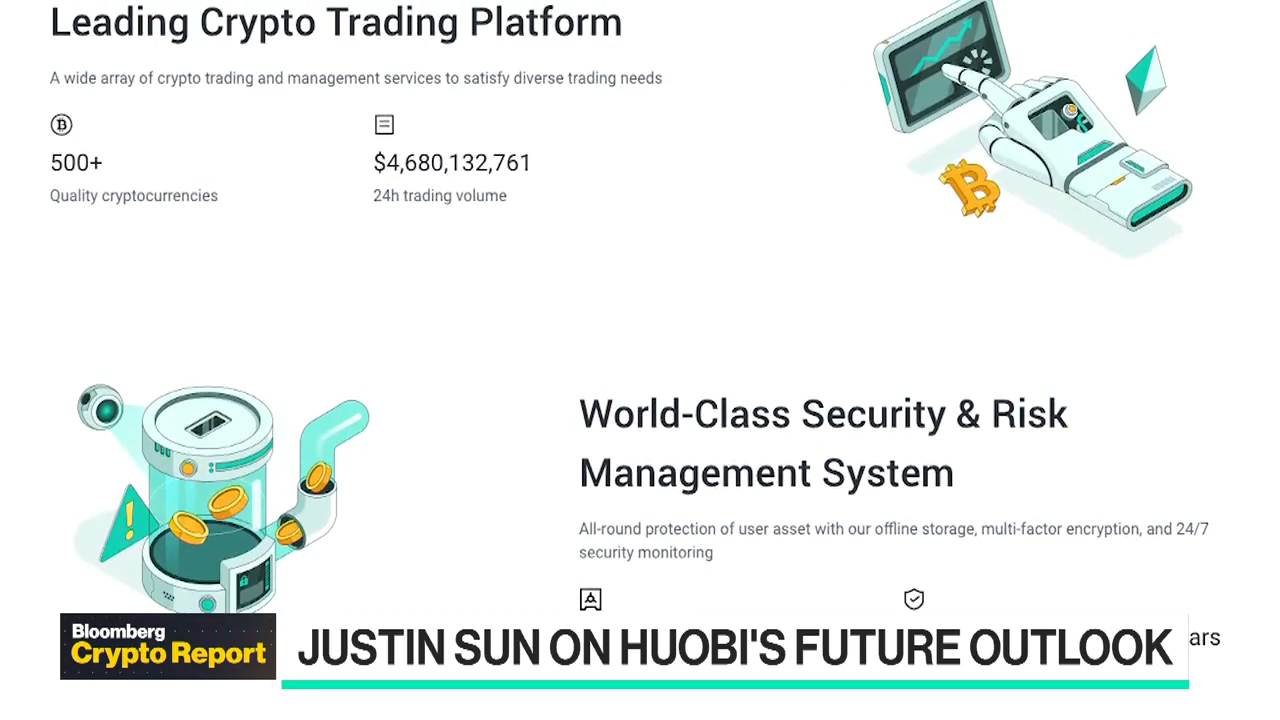 Leading Crypto Trading Platform
A wide array of crypto trading and management services to satisfy diverse trading needs
500+
$4,680,132,761
Quality cryptocurrencies
24h trading volume
World-Class Security & Risk
Management System
All-round protection of user asset with our offline storage, multi-factor encryption, and 24/7
security monitoring
ars
Bloomberg
Crypto Report
JUSTIN SUN ON HUOBI'S FUTURE OUTLOOK